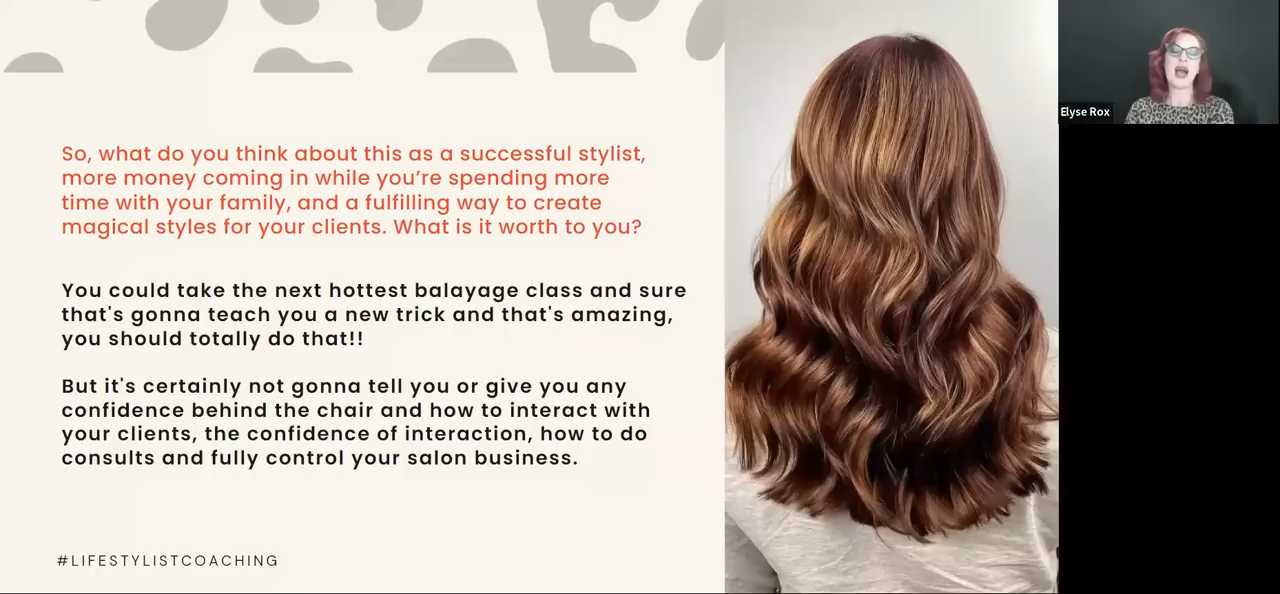 So, what do you think about this as a successful stylist,
more money coming in while you’re spending more
time with your family, and a fulfilling way to create
magical styles for your clients. What is it worth to you?
You could take the next hottest balayage class and sure
that's gonna teach you a new trick and that's amazing,
you should totally do that!!
But it's certainly not gonna tell you or give you any
confidence behind the chair and how to interact with
your clients, the confidence of interaction, how to do
consults and fully control your salon business.
#LIFESTYLISTCOACHING
Elyse Rox